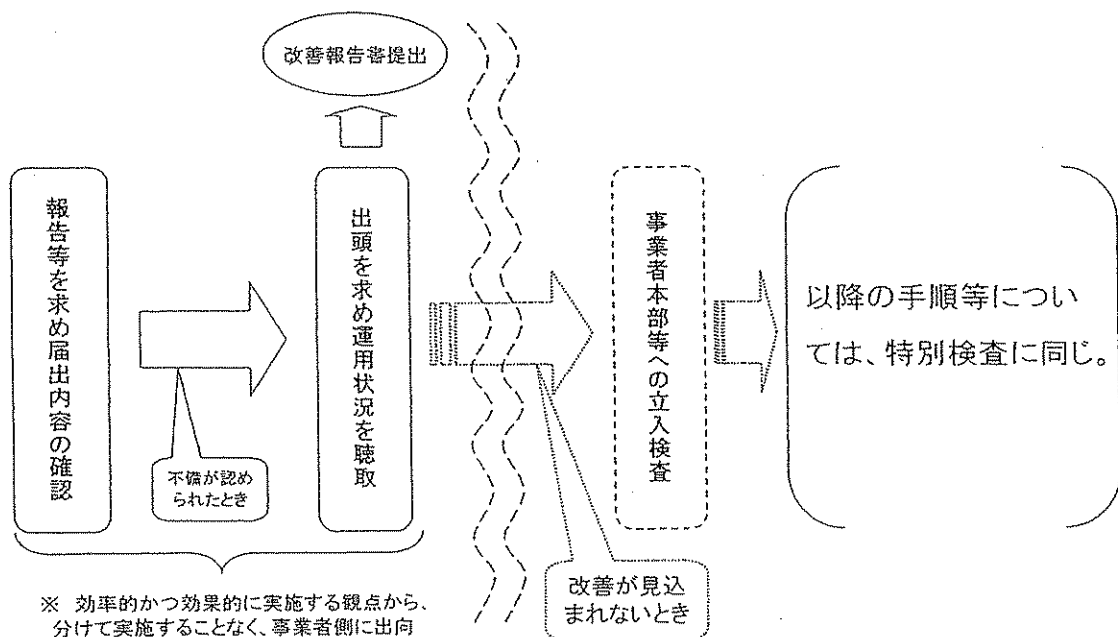 改善報告審提出
報告等を求め届出内容の確認
不備が認め
られたとき
出頭を求め運用状況を聴取
改善が見込
まれないとき
事業者本部等への立入検査
以降の手順等につい
ては、特別検査に同じ。
※ 効率的かつ効果的に実施する観点から、
分けて実施することなく、事業者側に出向